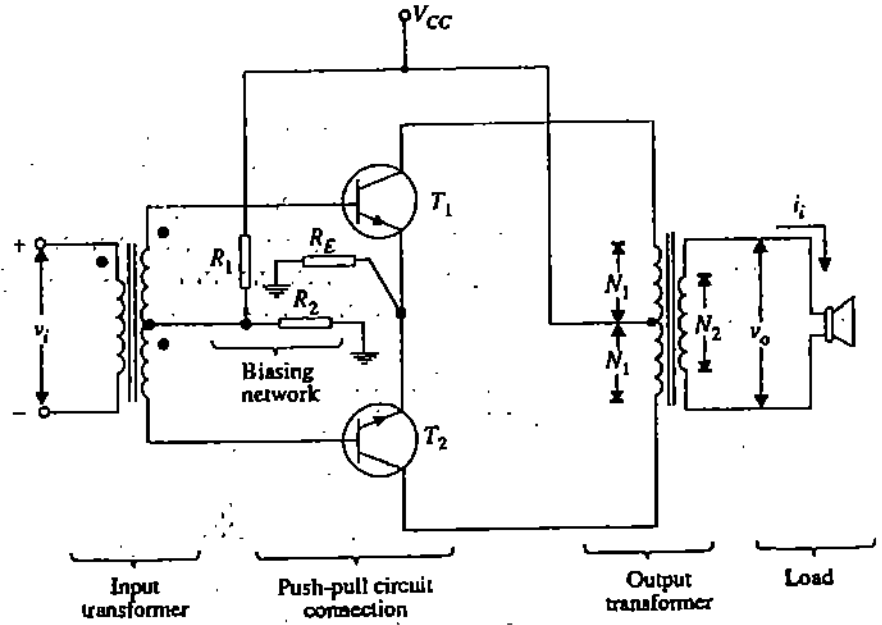 V_CC
T_1
i_i
+
R_1
R_E
N_1
R_2
v_i
N_2
v_o
N_1
Biasing
network
−
T_2
Input
transformer
Push-pull circuit
connection
Output
transformer
Load